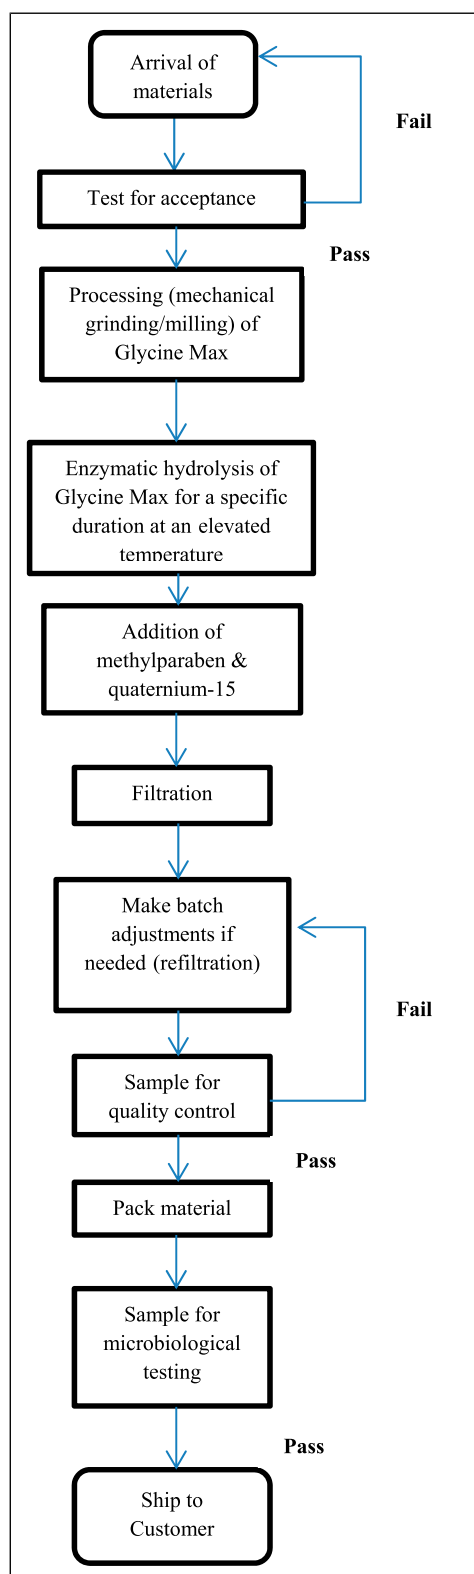 Arrival of
materials
Fail
Test for acceptance
Pass
Processing (mechanical
grinding/milling) of
Glycine Max
Enzymatic hydrolysis of
Glycine Max for a specific
duration at an elevated
temperature
Addition of
methylparaben &
quaternium-15
Filtration
Make batch
adjustments if
needed (refiltration)
Fail
Sample for
quality control
Pass
Pack material
Sample for
microbiological
testing
Pass
Ship to
Customer